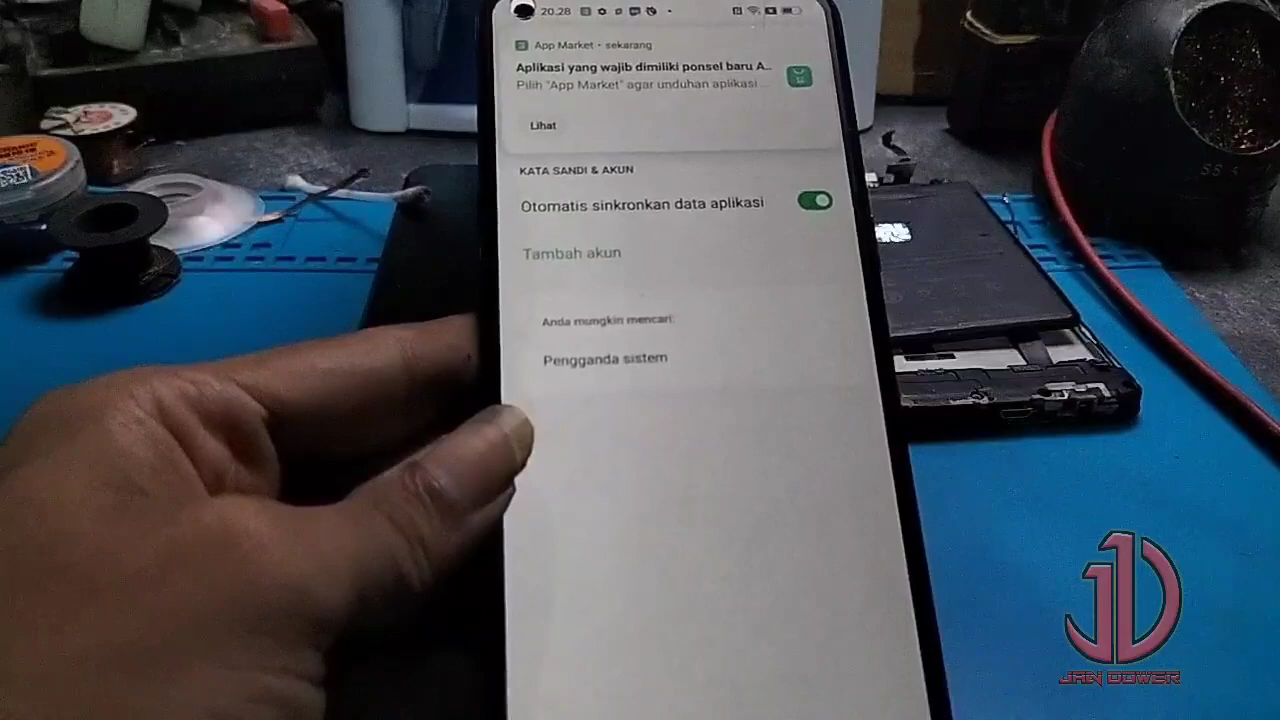 20.28
App Market • sekarang
Aplikasi yang wajib dimiliki ponsel baru A..
Pilih "App Market" agar unduhan aplikasi ...
Lihat
KATA SANDI & AKUN
Otomatis sinkronkan data aplikasi
Tambah akun
Anda mungkin mencari:
Pengganda sistem
JAN DOWER